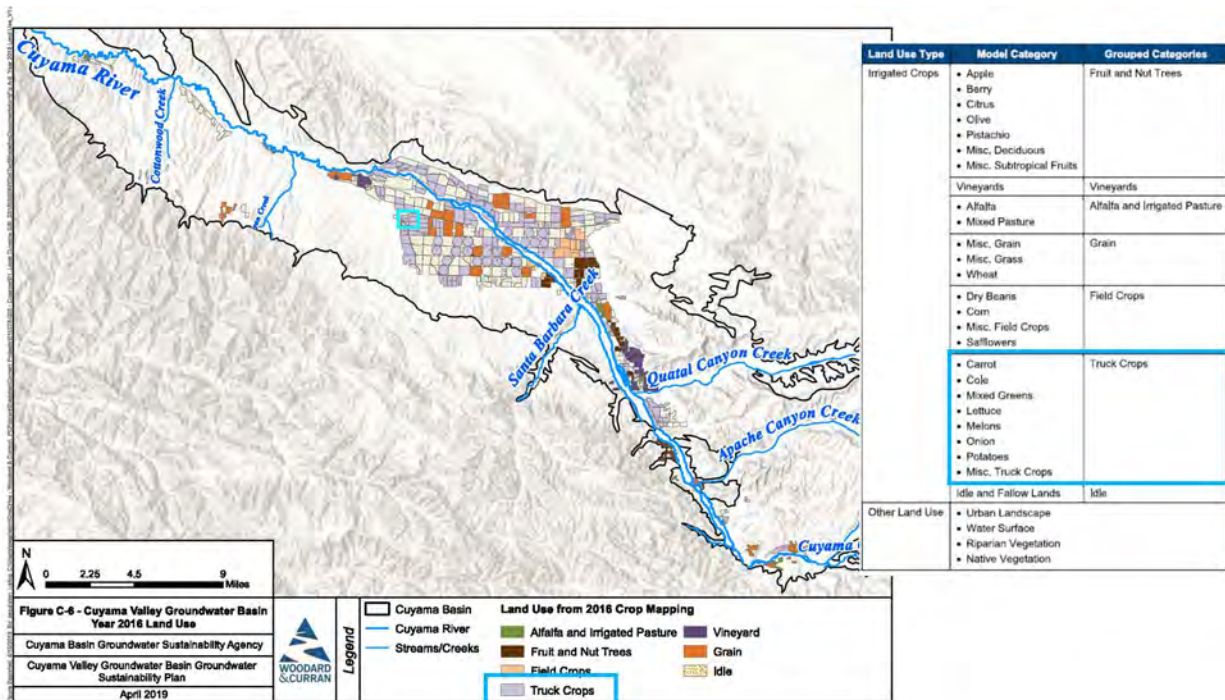 Cuyama River
Cottonwood Creek
Creek
Santa Barbara Creek
Quatal Canyon Creek
Apache Canyon Creek
Cuyama
N
0 2.25 4.5 9
Miles
Figure C-6 - Cuyama Valley Groundwater Basin
Year 2016 Land Use
Cuyama Basin Groundwater Sustainability Agency
Cuyama Valley Groundwater Basin Groundwater
Sustainability Plan
April 2019
WOODARD
&CURRAN
Legend
Cuyama Basin
Cuyama River
Streams/Creeks
Land Use from 2016 Crop Mapping
Alfalfa and Irrigated Pasture
Fruit and Nut Trees
Field Crops
Truck Crops
Vineyard
Grain
Idle
Land Use Type Model Category Grouped Categories
Irrigated Crops • Apple Fruit and Nut Trees
• Berry
• Citrus
• Olive
• Pistachio
• Misc. Deciduous
• Misc. Subtropical Fruits
Vineyards Vineyards
• Alfalfa Alfalfa and Irrigated Pasture
• Mixed Pasture
• Misc. Grain Grain
• Misc. Grass
• Wheat
• Dry Beans Field Crops
• Corn
• Misc. Field Crops
• Safflowers
• Carrot Truck Crops
• Cole
• Mixed Greens
• Lettuce
• Melons
• Onion
• Potatoes
• Misc. Truck Crops
Idle and Fallow Lands Idle
Other Land Use • Urban Landscape
• Water Surface
• Riparian Vegetation
• Native Vegetation